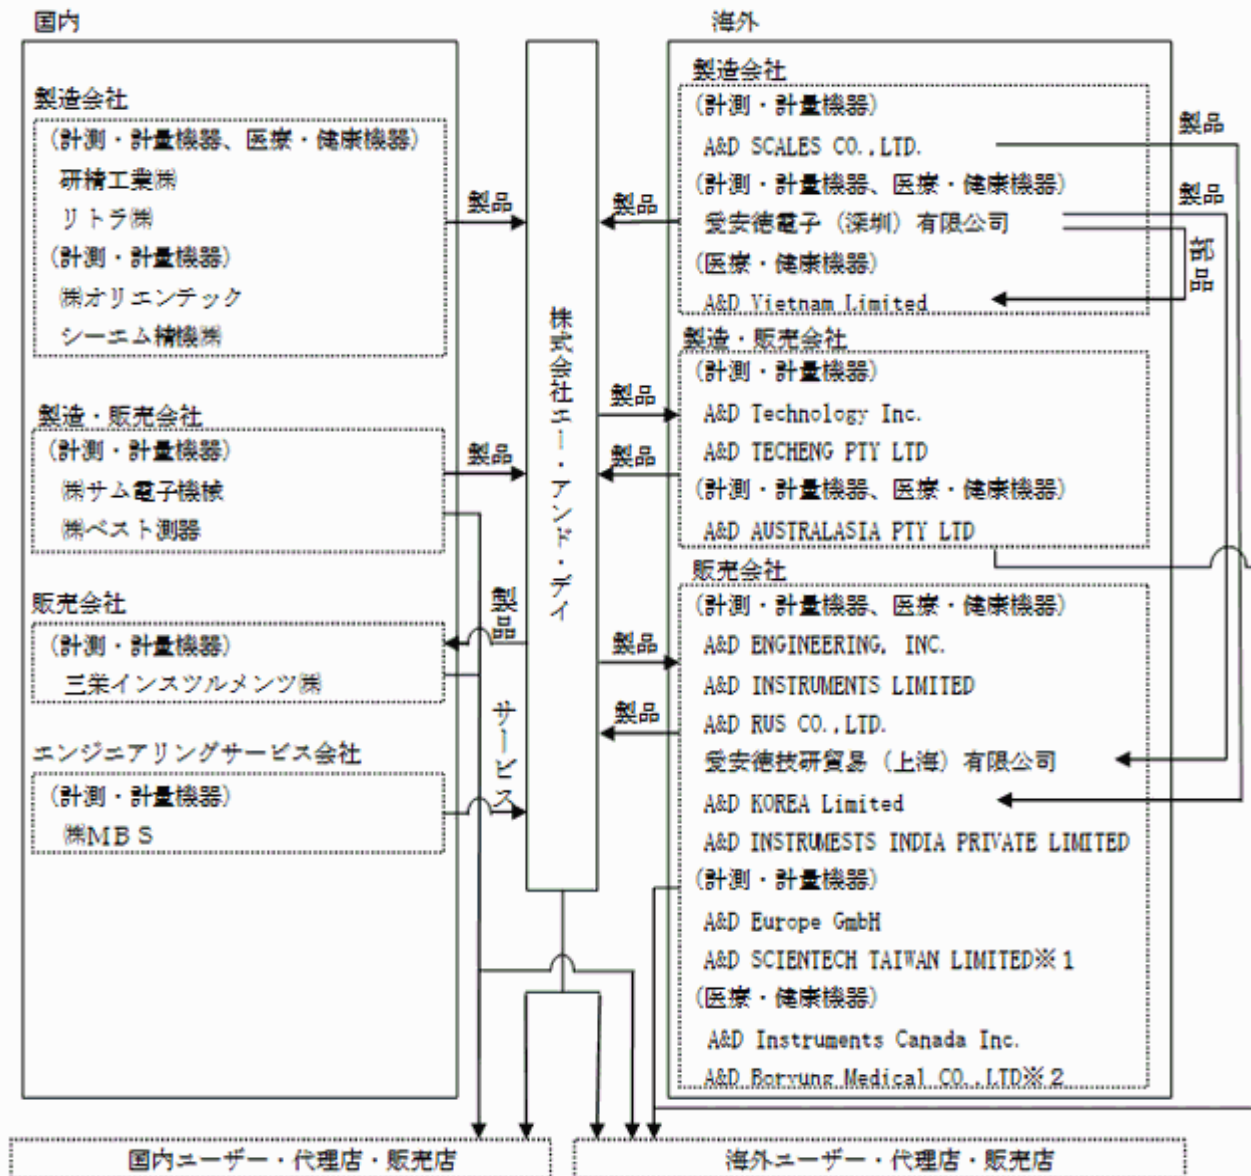 国内
製造会社
(計測・計量機器、医療・健康機器)
研精工業㈱
リトラ㈱
(計測・計量機器)
㈱オリエンテック
シーエム精機㈱
製造・販売会社
(計測・計量機器)
㈱サム電子機械
㈱ベスト測器
販売会社
(計測・計量機器)
三栄インスツルメンツ㈱
エンジニアリングサービス会社
(計測・計量機器)
㈱MBS
製品
製品
製品
サービス
株式会社エー・アンド・デイ
製品
製品
製品
製品
製品
海外
製造会社
(計測・計量機器)
A&D SCALES CO.,LTD.
(計測・計量機器、医療・健康機器)
愛安徳電子（深圳）有限公司
(医療・健康機器)
A&D Vietnam Limited
製造・販売会社
(計測・計量機器)
A&D Technology Inc.
A&D TECHENG PTY LTD
(計測・計量機器、医療・健康機器)
A&D AUSTRALASIA PTY LTD
販売会社
(計測・計量機器、医療・健康機器)
A&D ENGINEERING, INC.
A&D INSTRUMENTS LIMITED
A&D RUS CO.,LTD.
愛安徳技研貿易（上海）有限公司
A&D KOREA Limited
A&D INSTRUMESTS INDIA PRIVATE LIMITED
(計測・計量機器)
A&D Europe GmbH
A&D SCIENTECH TAIWAN LIMITED※1
(医療・健康機器)
A&D Instruments Canada Inc.
A&D Boryung Medical CO.,LTD※2
製品
製品
部品
国内ユーザー・代理店・販売店
海外ユーザー・代理店・販売店